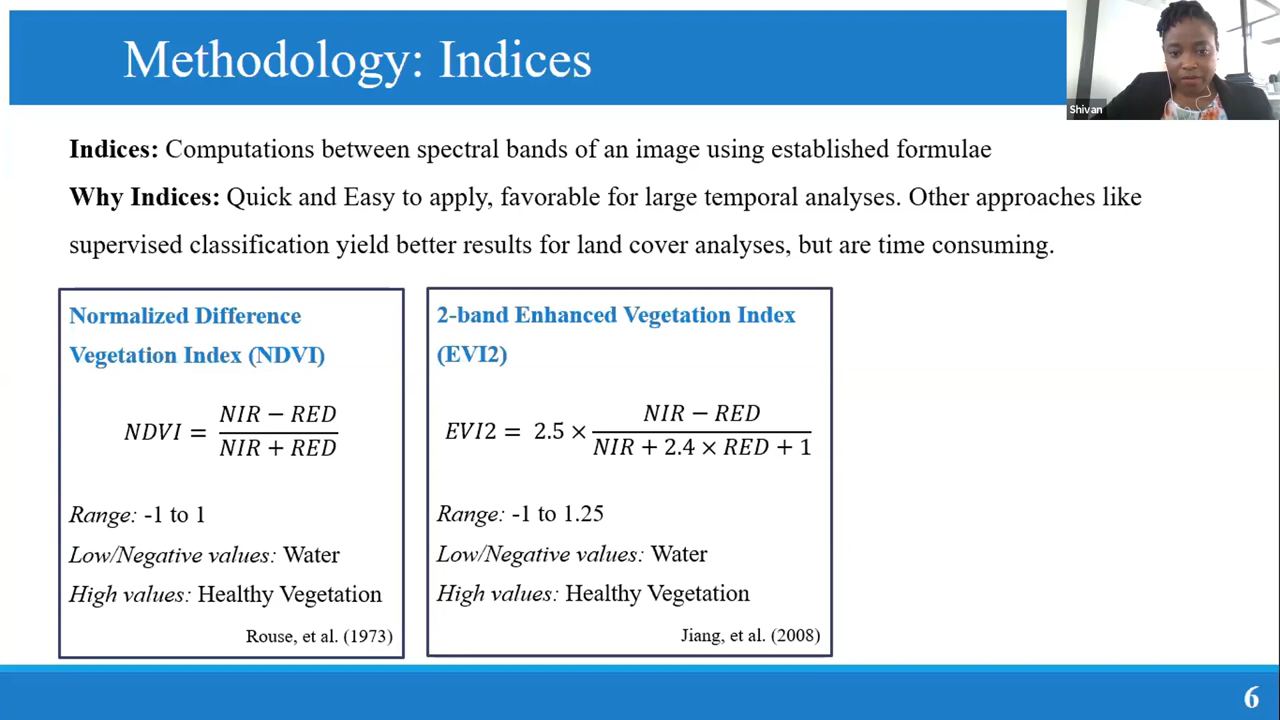 Methodology: Indices
Shivan
Indices: Computations between spectral bands of an image using established formulae
Why Indices: Quick and Easy to apply, favorable for large temporal analyses. Other approaches like
supervised classification yield better results for land cover analyses, but are time consuming.
Normalized Difference
Vegetation Index (NDVI)
NDVI = (NIR − RED) / (NIR + RED)
Range: -1 to 1
Low/Negative values: Water
High values: Healthy Vegetation
Rouse, et al. (1973)
2-band Enhanced Vegetation Index
(EVI2)
EVI2 = 2.5 × (NIR − RED) / (NIR + 2.4 × RED + 1)
Range: -1 to 1.25
Low/Negative values: Water
High values: Healthy Vegetation
Jiang, et al. (2008)
6